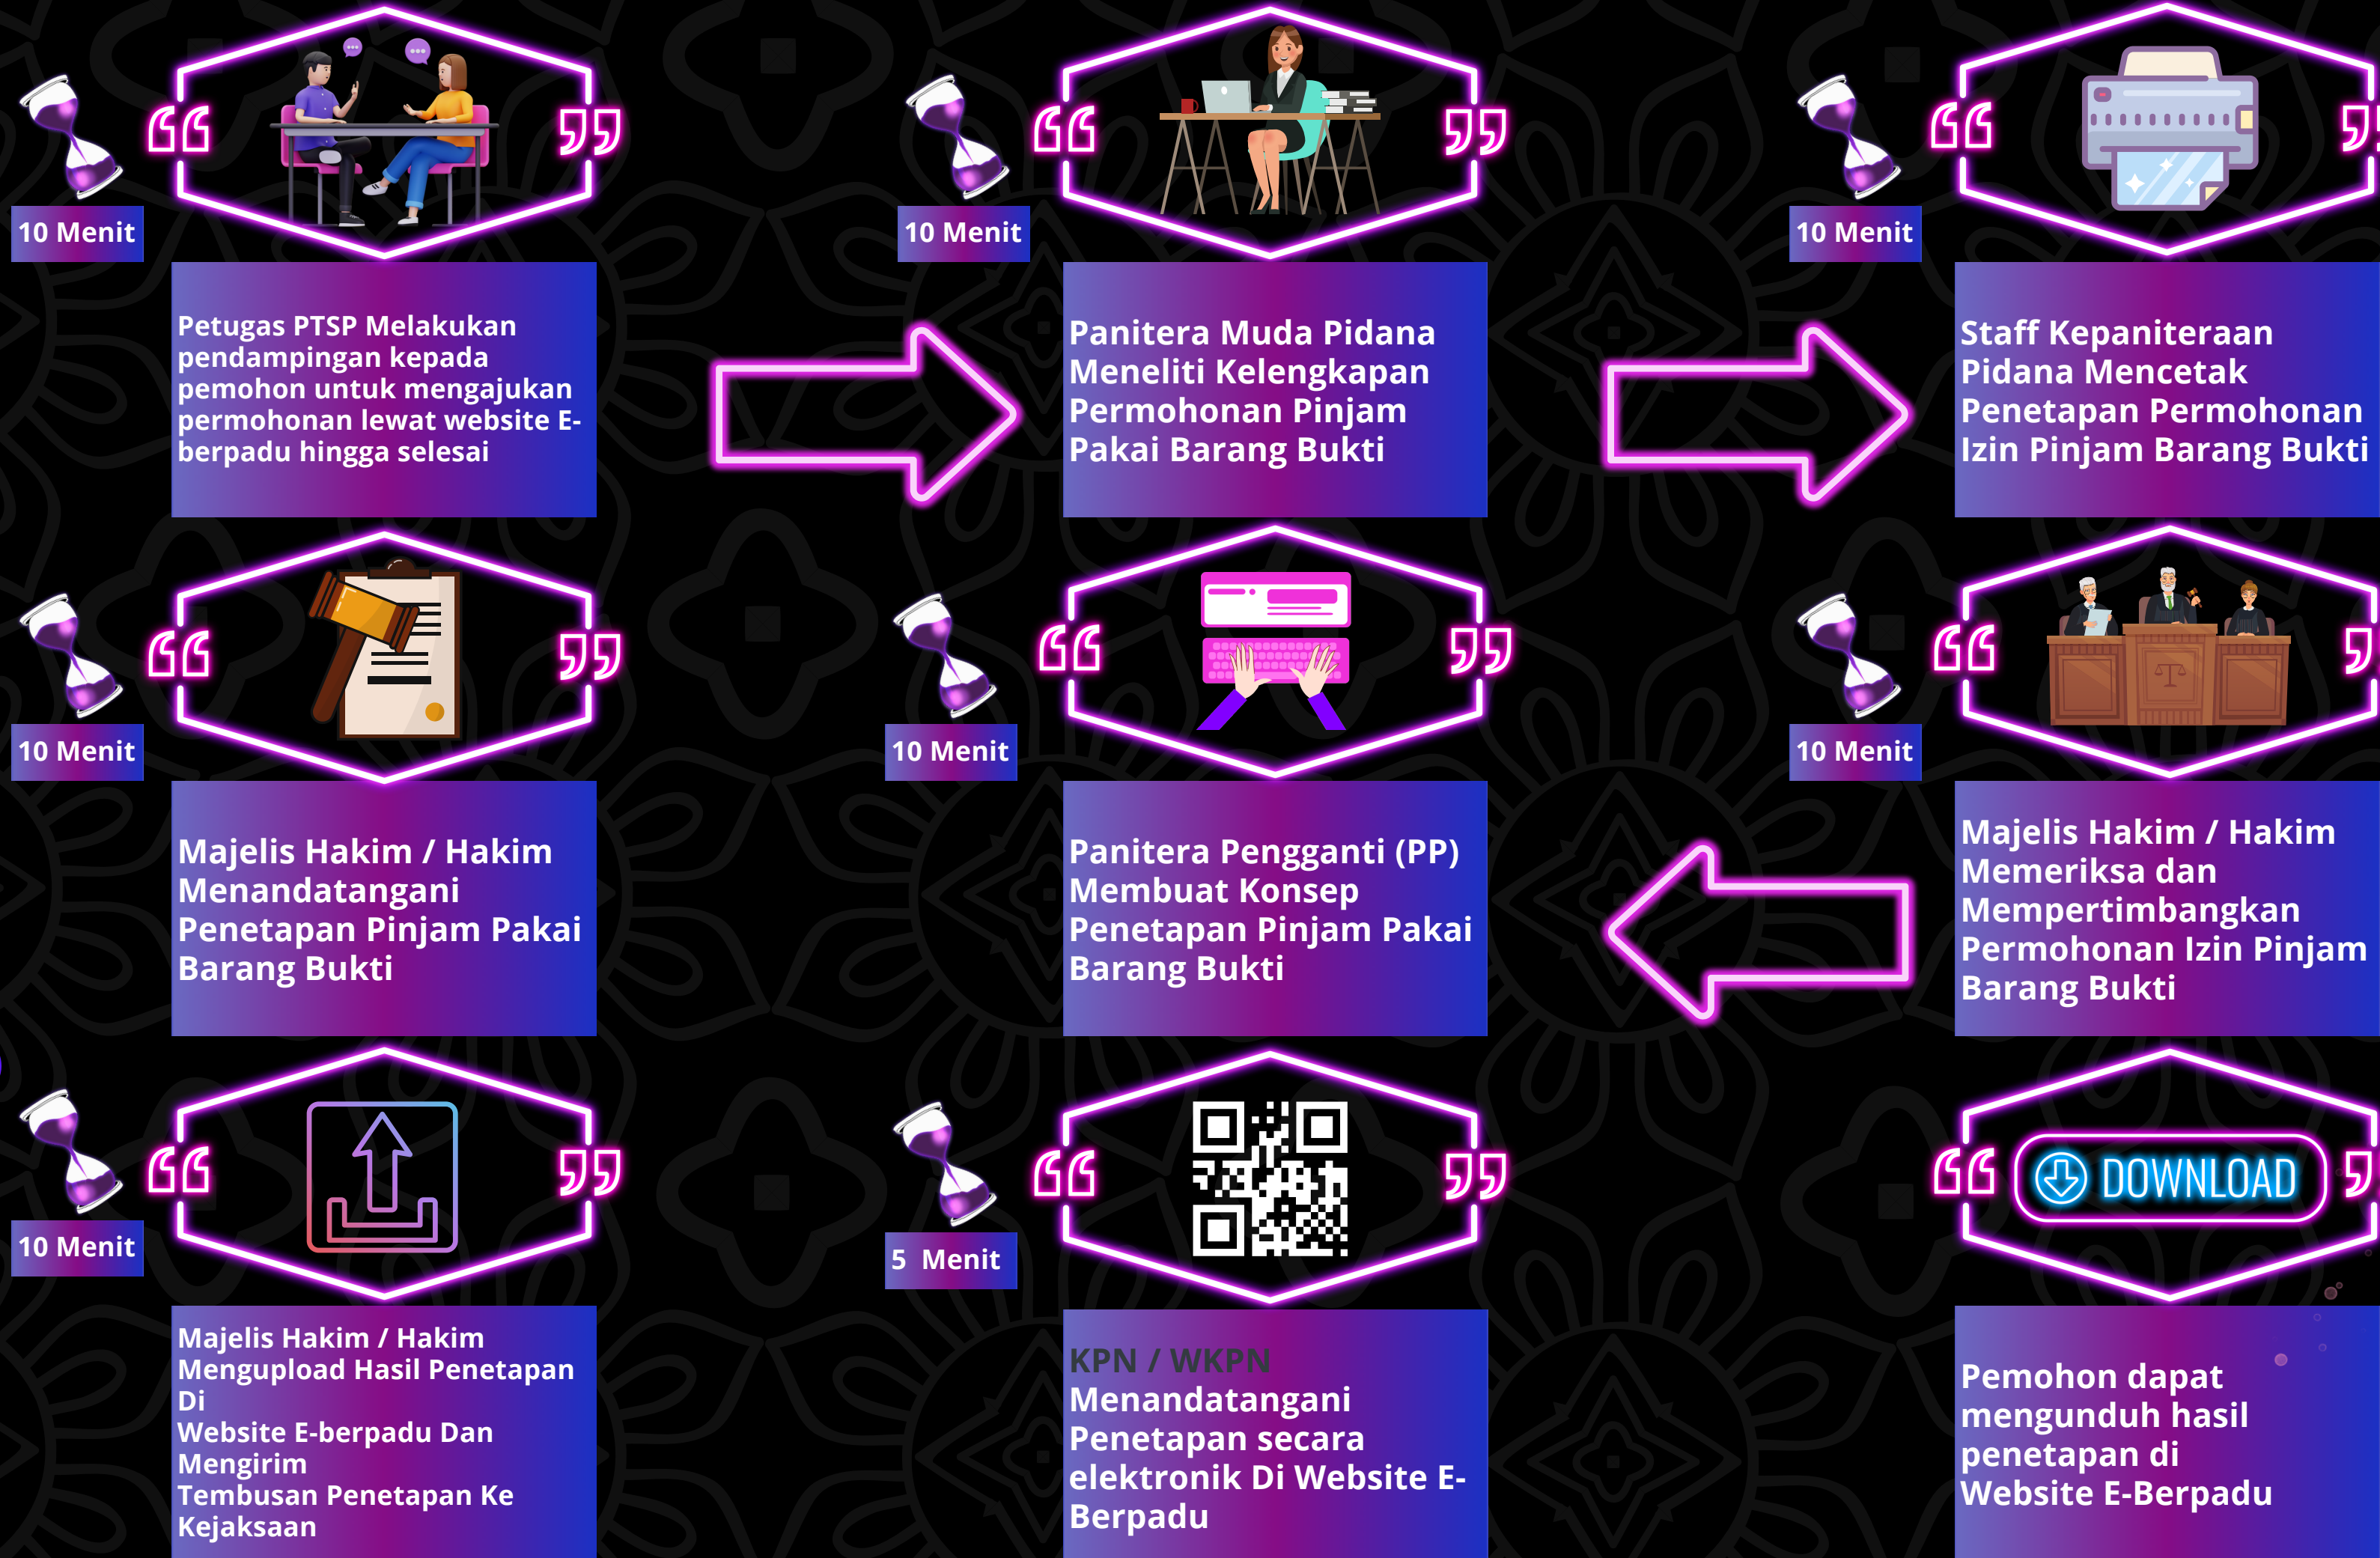 10 Menit
Petugas PTSP Melakukan
pendampingan kepada
pemohon untuk mengajukan
permohonan lewat website E-
berpadu hingga selesai
10 Menit
Panitera Muda Pidana
Meneliti Kelengkapan
Permohonan Pinjam
Pakai Barang Bukti
10 Menit
Staff Kepaniteraan
Pidana Mencetak
Penetapan Permohonan
Izin Pinjam Barang Bukti
10 Menit
Majelis Hakim / Hakim
Menandatangani
Penetapan Pinjam Pakai
Barang Bukti
10 Menit
Panitera Pengganti (PP)
Membuat Konsep
Penetapan Pinjam Pakai
Barang Bukti
10 Menit
Majelis Hakim / Hakim
Memeriksa dan
Mempertimbangkan
Permohonan Izin Pinjam
Barang Bukti
10 Menit
Majelis Hakim / Hakim
Mengupload Hasil Penetapan
Di
Website E-berpadu Dan
Mengirim
Tembusan Penetapan Ke
Kejaksaan
5 Menit
KPN / WKPN
Menandatangani
Penetapan secara
elektronik Di Website E-
Berpadu
DOWNLOAD
Pemohon dapat
mengunduh hasil
penetapan di
Website E-Berpadu